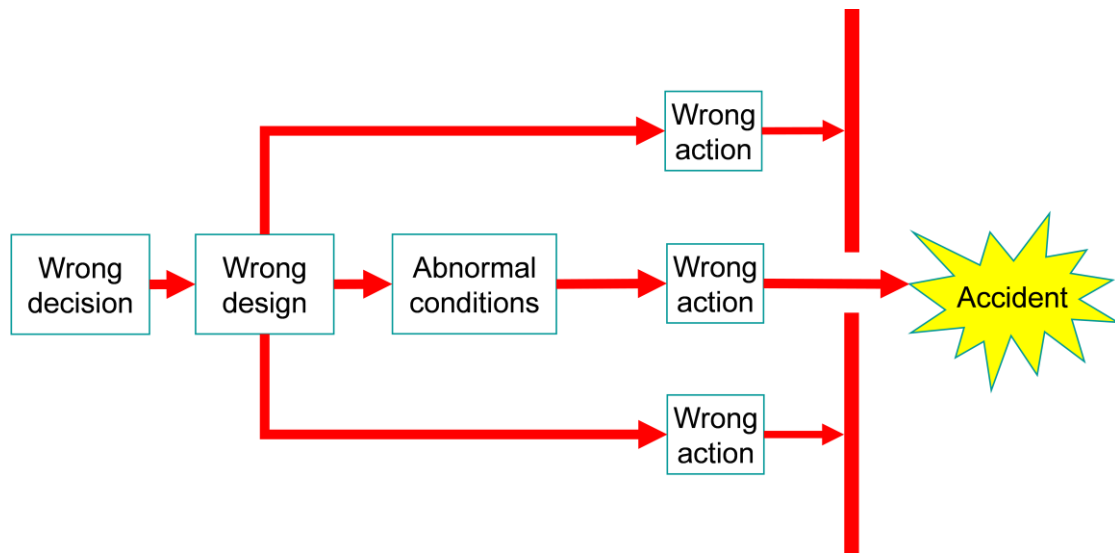 Wrong
action
Wrong
decision
Wrong
design
Abnormal
conditions
Wrong
action
Accident
Wrong
action